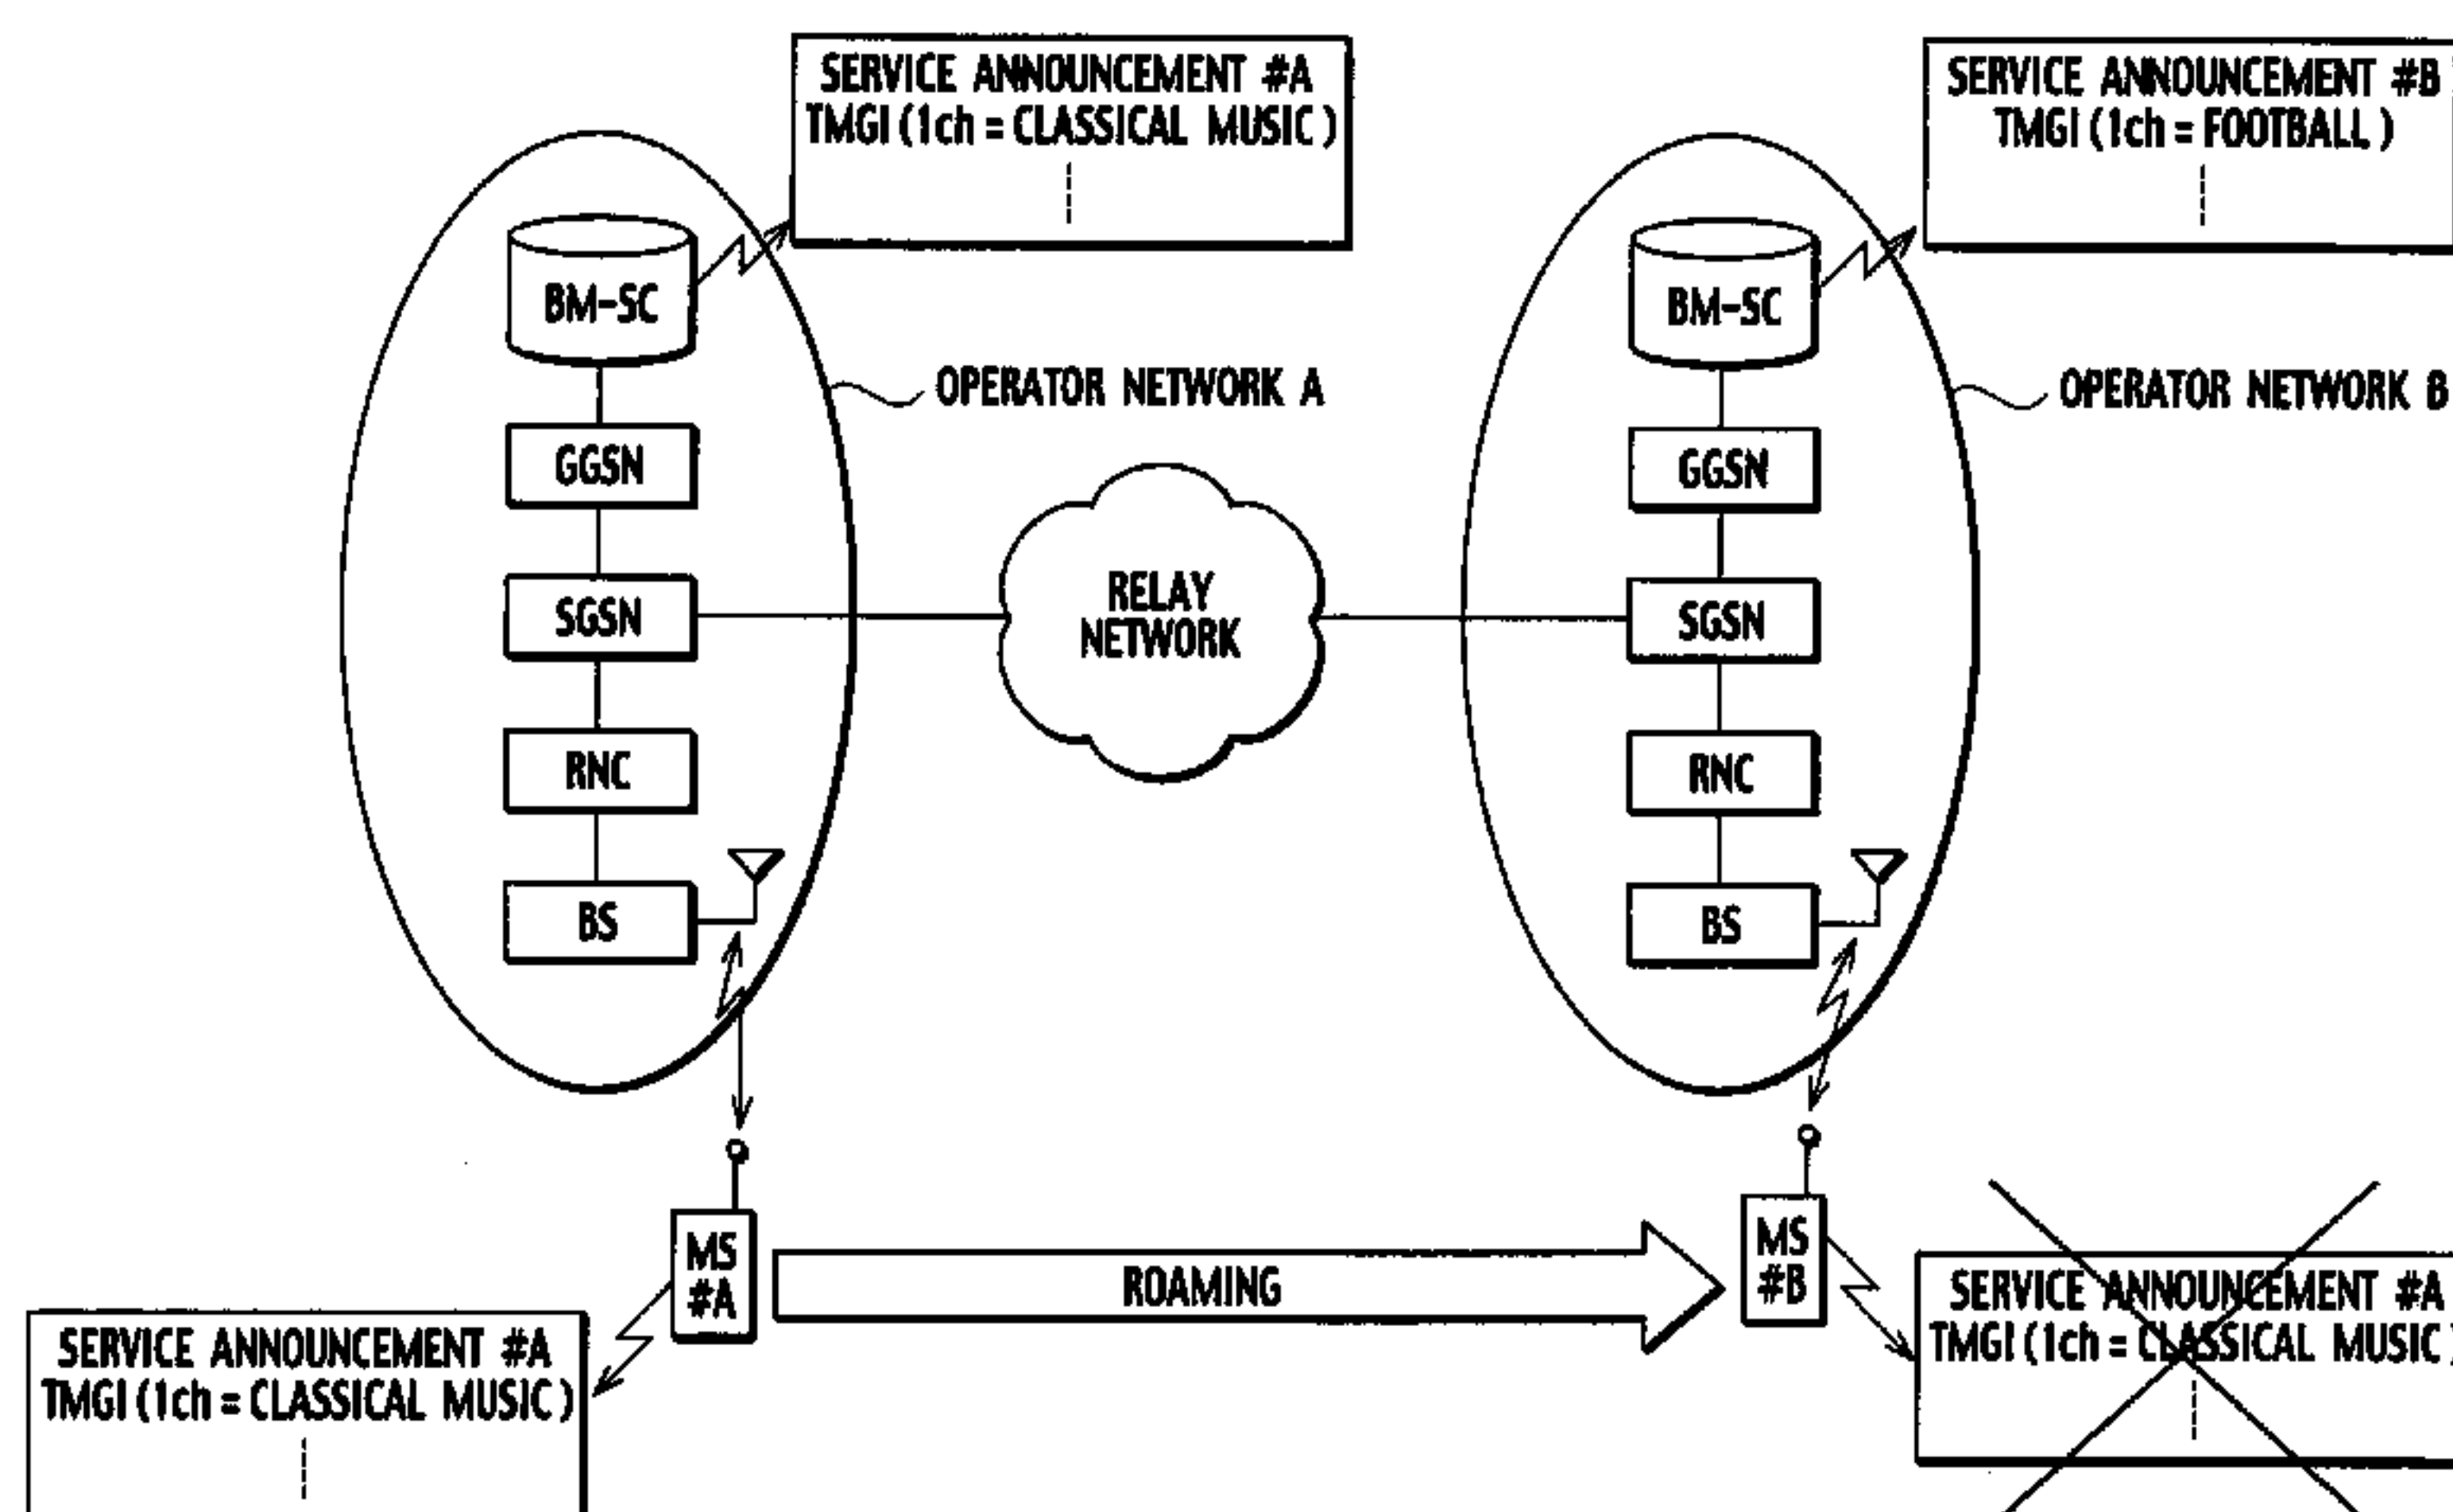 SERVICE ANNOUNCEMENT #A
TMGI (1ch = CLASSICAL MUSIC)
SERVICE ANNOUNCEMENT #B
TMGI (1ch = FOOTBALL)
BM-SC
BM-SC
OPERATOR NETWORK A
OPERATOR NETWORK B
GGSN
GGSN
RELAY
NETWORK
SGSN
SGSN
RNC
RNC
BS
BS
MS
#A
ROAMING
MS
#B
SERVICE ANNOUNCEMENT #A
TMGI (1ch = CLASSICAL MUSIC)
SERVICE ANNOUNCEMENT #A
TMGI (1ch = CLASSICAL MUSIC)